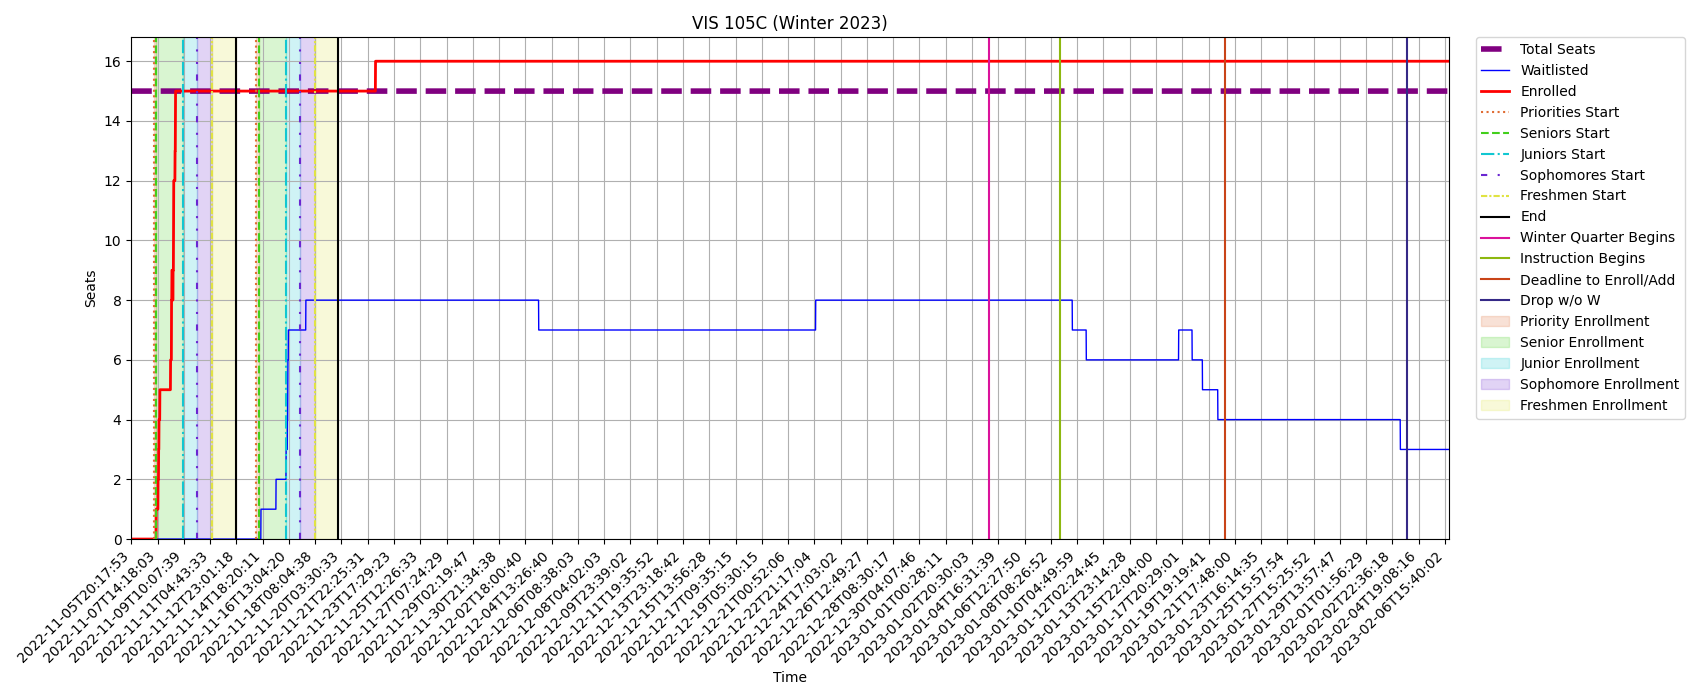 VIS 105C (Winter 2023)
Seats
16
14
12
10
8
6
4
2
0
2022-11-05T20:17:53
2022-11-07T14:18:03
2022-11-09T10:07:39
2022-11-11T04:43:33
2022-11-12T23:01:18
2022-11-14T18:20:11
2022-11-16T13:04:20
2022-11-18T08:04:38
2022-11-20T03:30:33
2022-11-21T22:25:31
2022-11-23T17:29:23
2022-11-25T12:26:33
2022-11-27T07:24:29
2022-11-29T02:19:47
2022-11-30T21:34:38
2022-12-02T18:00:40
2022-12-04T13:26:40
2022-12-06T08:38:03
2022-12-08T04:02:03
2022-12-09T23:39:02
2022-12-11T19:35:52
2022-12-13T13:18:42
2022-12-15T13:56:28
2022-12-17T09:35:15
2022-12-19T05:30:15
2022-12-21T00:52:06
2022-12-22T21:17:04
2022-12-24T17:03:02
2022-12-26T12:49:27
2022-12-28T08:30:17
2022-12-30T04:07:46
2023-01-01T00:28:11
2023-01-02T20:30:03
2023-01-04T16:31:39
2023-01-06T12:27:50
2023-01-08T08:26:52
2023-01-10T04:49:59
2023-01-12T02:24:45
2023-01-13T23:14:28
2023-01-15T22:04:00
2023-01-17T20:29:01
2023-01-19T19:19:41
2023-01-21T17:48:00
2023-01-23T16:14:35
2023-01-25T15:57:54
2023-01-27T15:25:52
2023-01-29T13:57:47
2023-02-01T01:56:29
2023-02-02T22:36:18
2023-02-04T19:08:16
2023-02-06T15:40:02
Time
Total Seats
Waitlisted
Enrolled
Priorities Start
Seniors Start
Juniors Start
Sophomores Start
Freshmen Start
End
Winter Quarter Begins
Instruction Begins
Deadline to Enroll/Add
Drop w/o W
Priority Enrollment
Senior Enrollment
Junior Enrollment
Sophomore Enrollment
Freshmen Enrollment